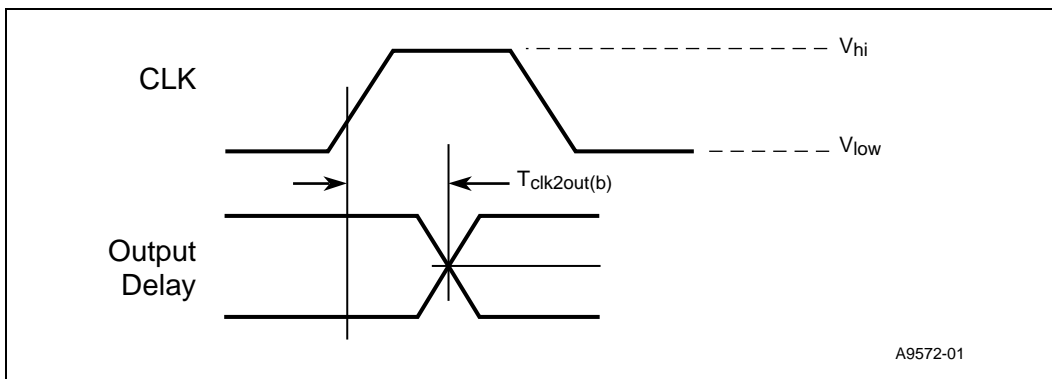 Vhi
CLK
Vlow
Tclk2out(b)
Output
Delay
A9572-01